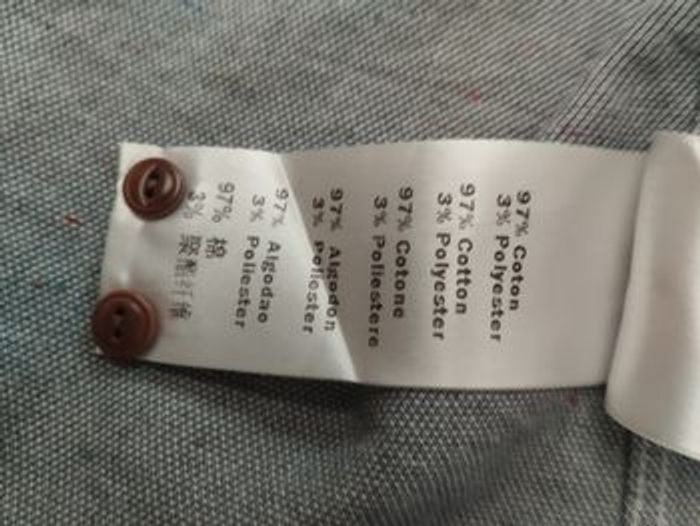 97% Coton
3% Polyester
97% Cotton
3% Polyester
97% Cotone
3% Poliestere
97% Algodon
3% Poliester
97% Algodao
3% Poliester
97% 棉
3% 聚酯纤维